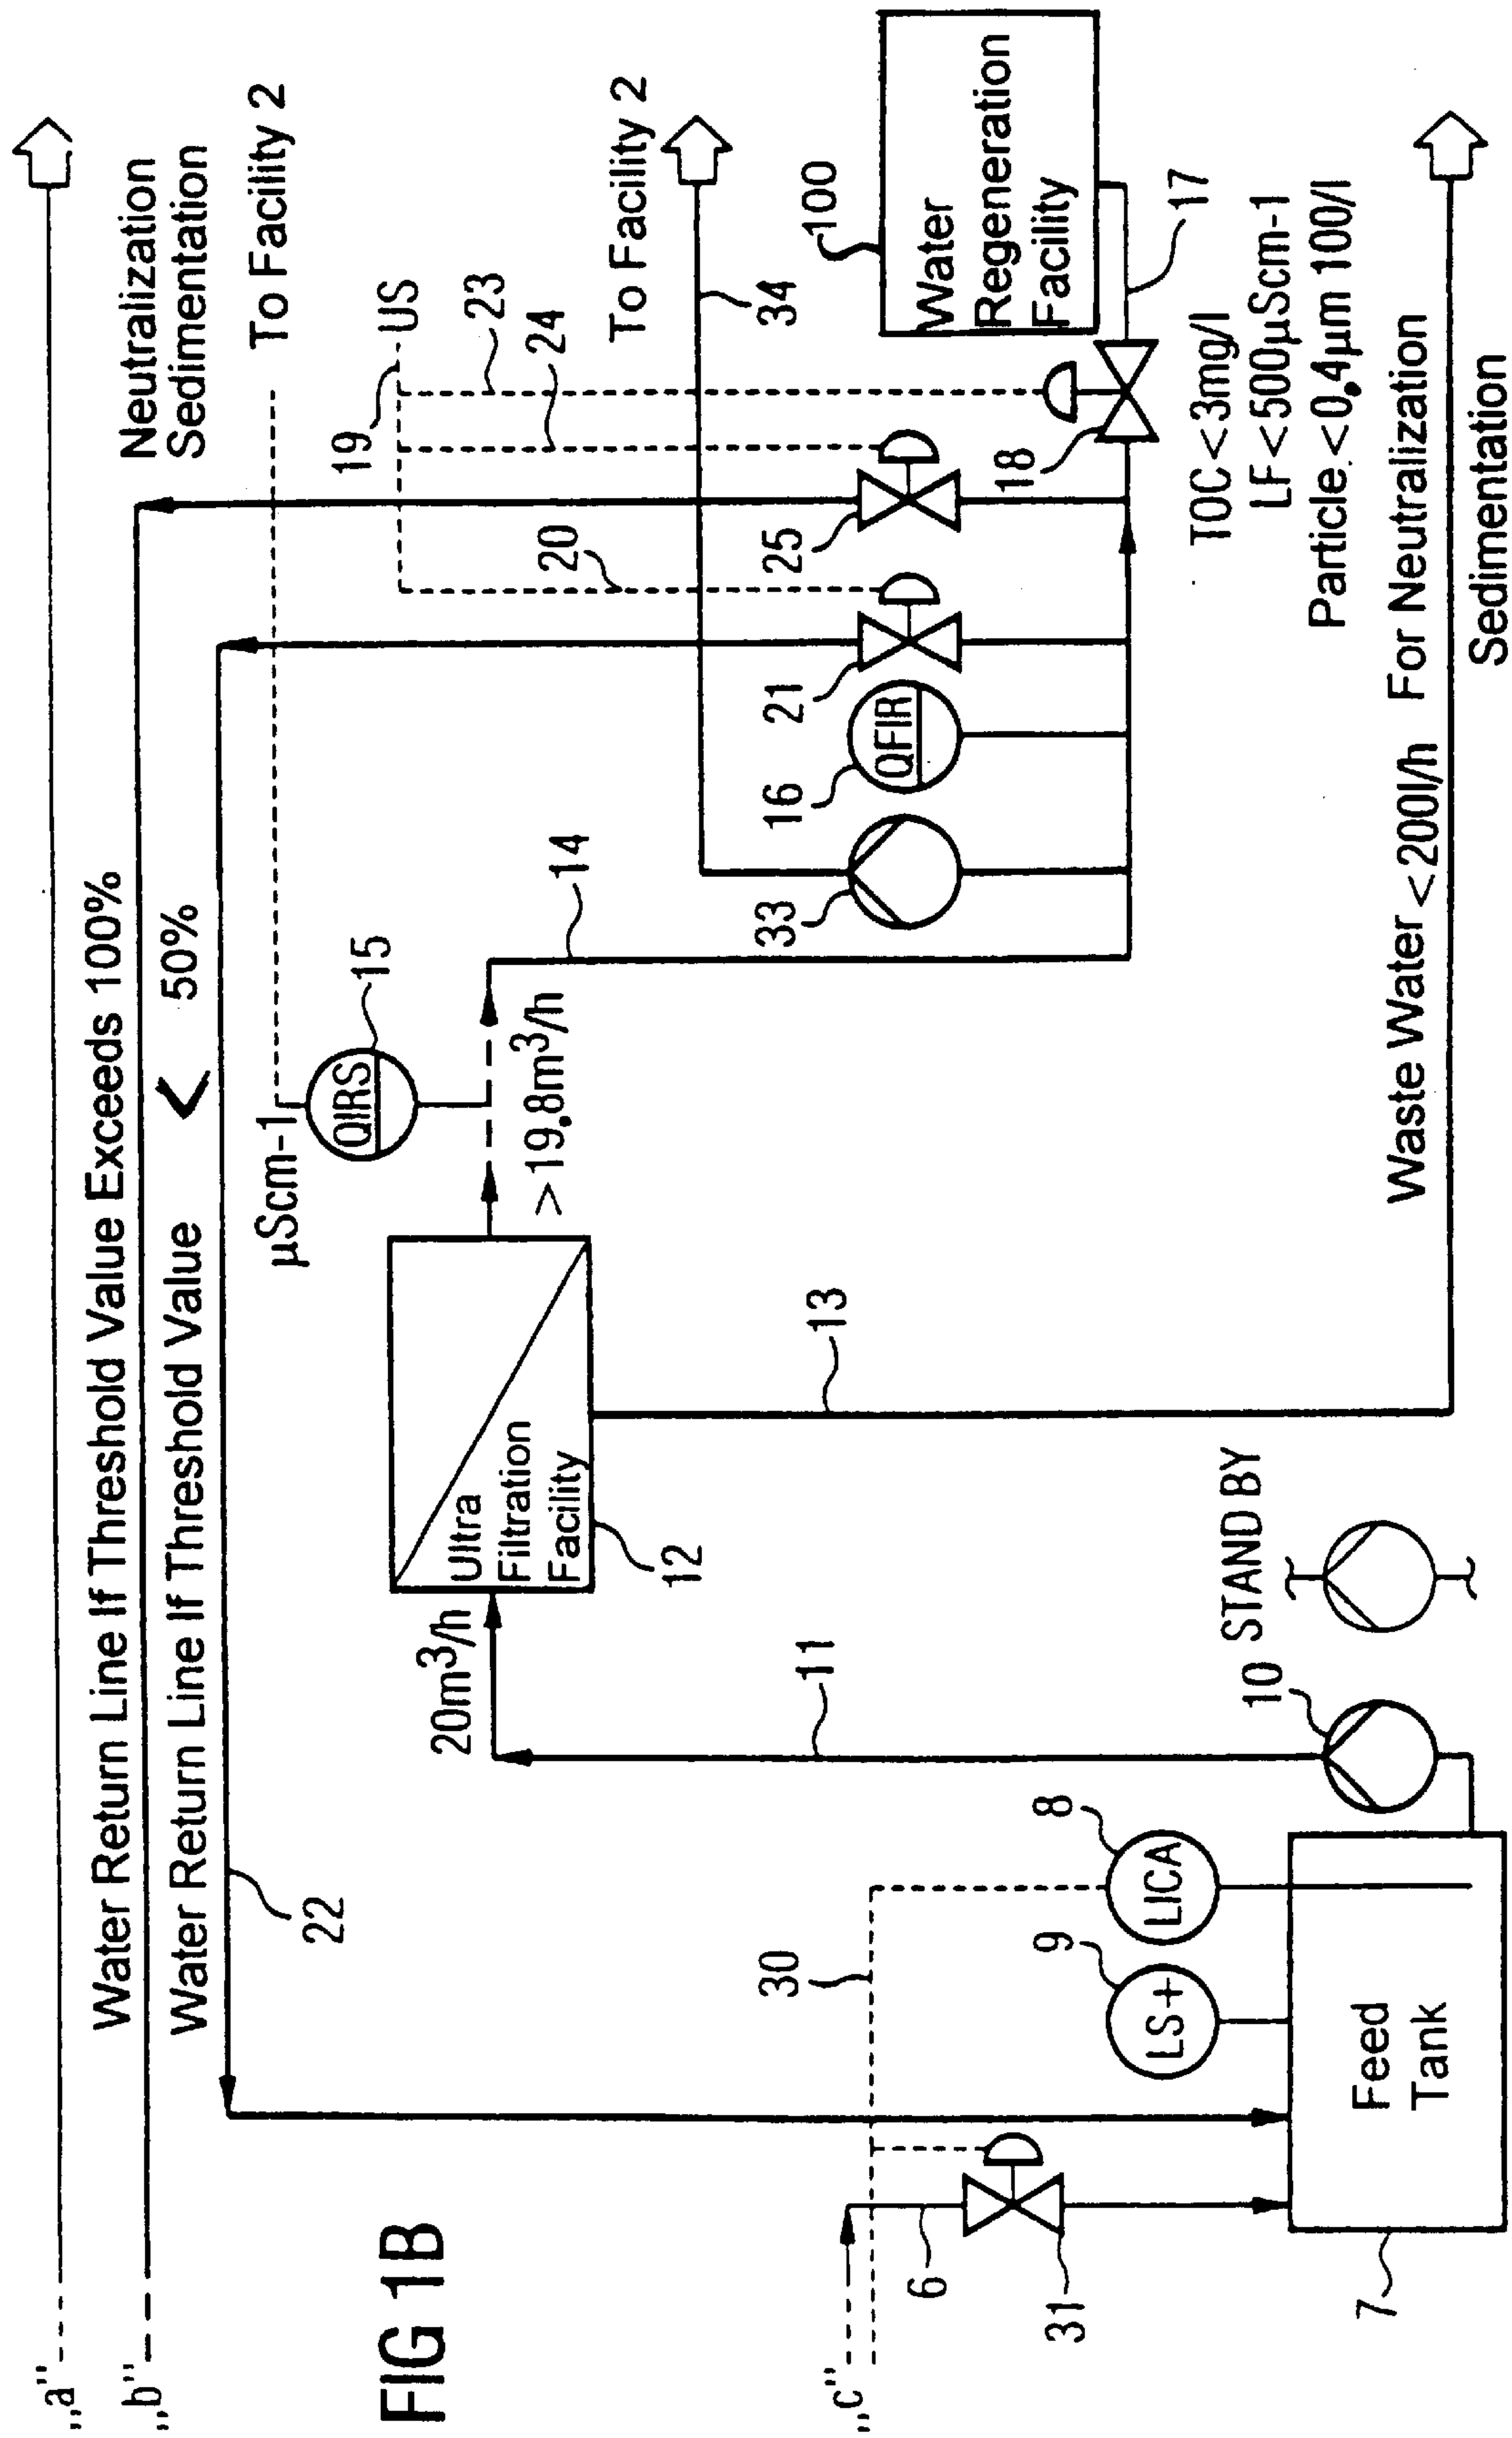 „a"
Neutralization
Sedimentation
Water Return Line If Threshold Value Exceeds 100%
„b"
Water Return Line If Threshold Value < 50%
22
To Facility 2
µScm-1
QIRS
15
19
US
23
24
20
FIG 1B
20m³/h
Ultra
Filtration
Facility
12
>19.8m³/h
14
To Facility 2
34
33
16
QFIR
21
25
18
100
Water
Regeneration
Facility
17
TOC <3mg/l
LF <500µScm-1
Particle <0.4µm 100/l
11
13
„c"
6
31
30
9
LS+
8
LICA
10
STAND BY
Feed
Tank
7
Waste Water <200l/h For Neutralization
Sedimentation